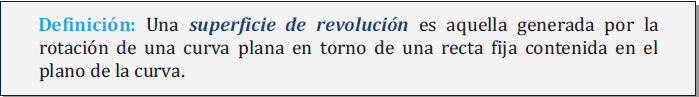 Definición: Una superficie de revolución es aquella generada por la
rotación de una curva plana en torno de una recta fija contenida en el
plano de la curva.